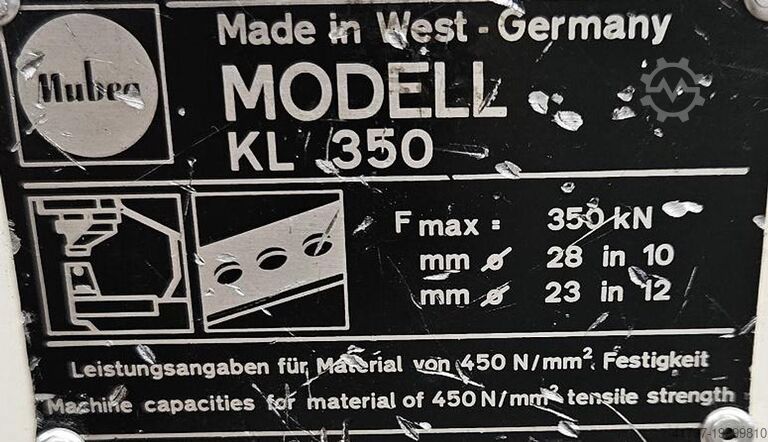 Made in West - Germany
Mubea
MODELL
KL 350
F max = 350 kN
mm ø 28 in 10
mm ø 23 in 12
Leistungsangaben für Material von 450 N/mm² Festigkeit
Machine capacities for material of 450 N/mm² tensile strength